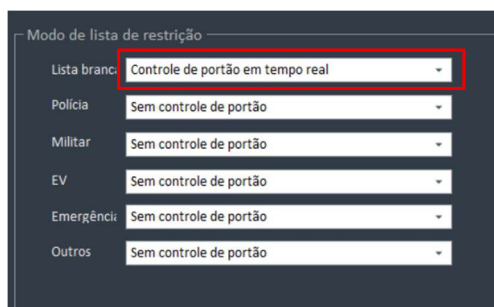 Modo de lista de restrição
Lista branca Controle de portão em tempo real
Polícia Sem controle de portão
Militar Sem controle de portão
EV Sem controle de portão
Emergência Sem controle de portão
Outros Sem controle de portão